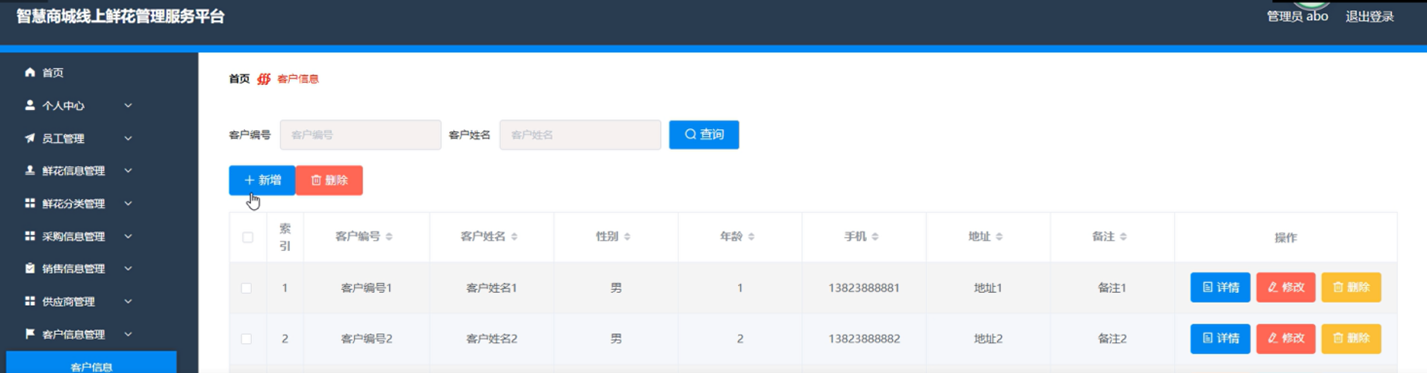 智慧商城线上鲜花管理服务平台
管理员 abo 退出登录
首页
个人中心
员工管理
鲜花信息管理
鲜花分类管理
采购信息管理
销售信息管理
供应商管理
客户信息管理
客户信息
首页 客户信息
客户编号 客户编号 客户姓名 客户姓名 查询
新增 删除
索引 客户编号 客户姓名 性别 年龄 手机 地址 备注 操作
1 客户编号1 客户姓名1 男 1 13823888881 地址1 备注1 详情 修改 删除
2 客户编号2 客户姓名2 男 2 13823888882 地址2 备注2 详情 修改 删除